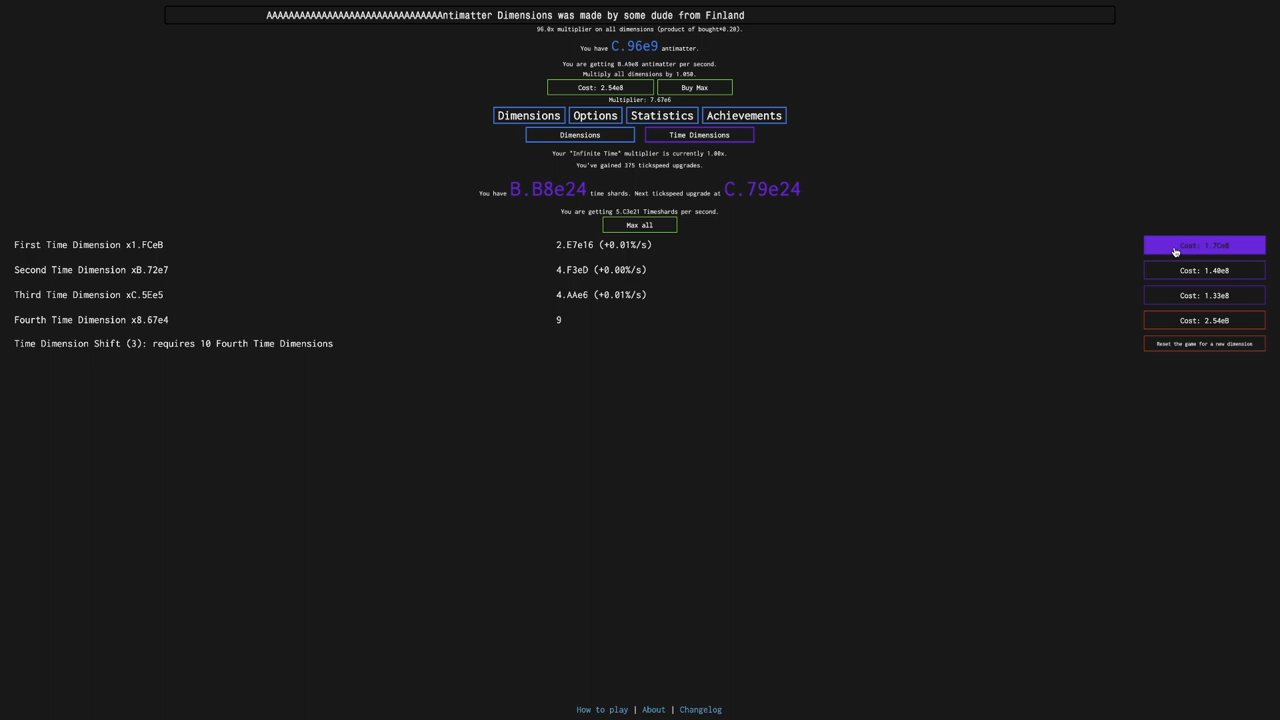 AAAAAAAAAAAAAAAAAAAAAAAAAAAAAAAntimatter Dimensions was made by some dude from Finland
96.0x multiplier on all dimensions (product of bought*0.20).
You have C.96e9 antimatter.
You are getting B.A9e8 antimatter per second.
Multiply all dimensions by 1.050.
Cost: 2.54e8 Buy Max
Multiplier: 7.67e6
Dimensions Options Statistics Achievements
Dimensions Time Dimensions
Your "Infinite Time" multiplier is currently 1.00x.
You've gained 375 tickspeed upgrades.
You have B.B8e24 time shards. Next tickspeed upgrade at C.79e24
You are getting 5.C3e21 Timeshards per second.
Max all
First Time Dimension x1.FCeB 2.E7e16 (+0.01%/s) Cost: 1.7Ce8
Second Time Dimension xB.72e7 4.F3eD (+0.00%/s) Cost: 1.40e8
Third Time Dimension xC.5Ee5 4.AAe6 (+0.01%/s) Cost: 1.33e8
Fourth Time Dimension x8.67e4 9 Cost: 2.54eB
Time Dimension Shift (3): requires 10 Fourth Time Dimensions Reset the game for a new dimension
How to play | About | Changelog